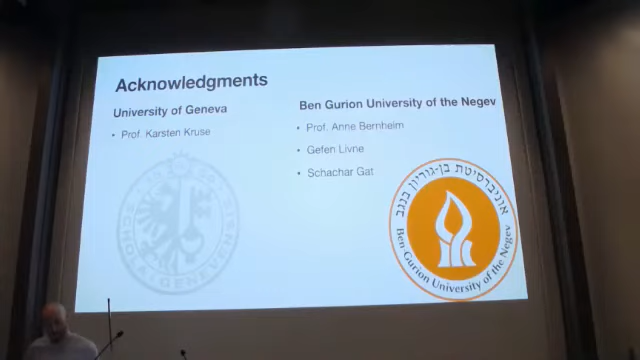 Acknowledgments
University of Geneva
• Prof. Karsten Kruse
Ben Gurion University of the Negev
• Prof. Anne Bernheim
• Gefen Livne
• Schachar Gat
אוניברסיטת בן-גוריון בנגב
Ben Gurion University of the Negev
GENEVENSIS